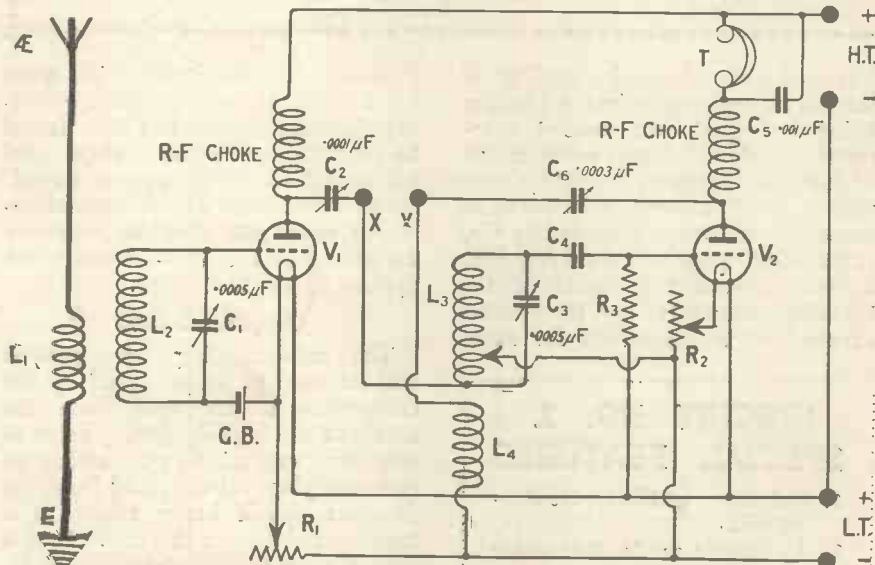 Æ
R-F CHOKE
·0001µF
C2
X
Y
C6 ·0003µF
T
C5 ·001µF
R-F CHOKE
+
H.T.
-
V1
L2
·0005µF
C1
L1
G.B.
E
R1
L3
C4
C3
·0005µF
R3
V2
R2
L4
+
L.T.
-